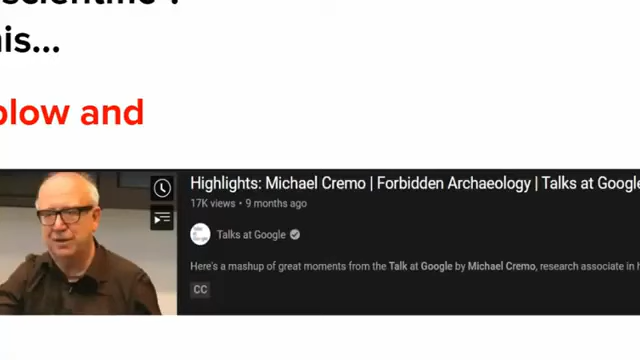 his...
blow and
Highlights: Michael Cremo | Forbidden Archaeology | Talks at Google
17K views • 9 months ago
Talks at Google
Here's a mashup of great moments from the Talk at Google by Michael Cremo, research associate in h
CC